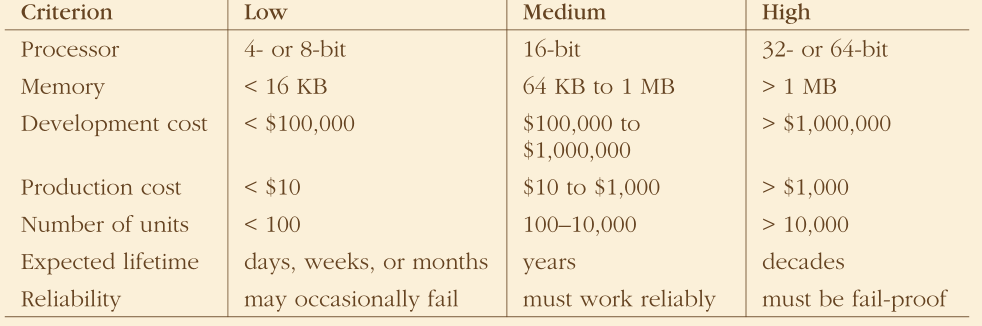 Criterion Low Medium High
Processor 4- or 8-bit 16-bit 32- or 64-bit
Memory < 16 KB 64 KB to 1 MB > 1 MB
Development cost < $100,000 $100,000 to > $1,000,000
$1,000,000
Production cost < $10 $10 to $1,000 > $1,000
Number of units < 100 100–10,000 > 10,000
Expected lifetime days, weeks, or months years decades
Reliability may occasionally fail must work reliably must be fail-proof